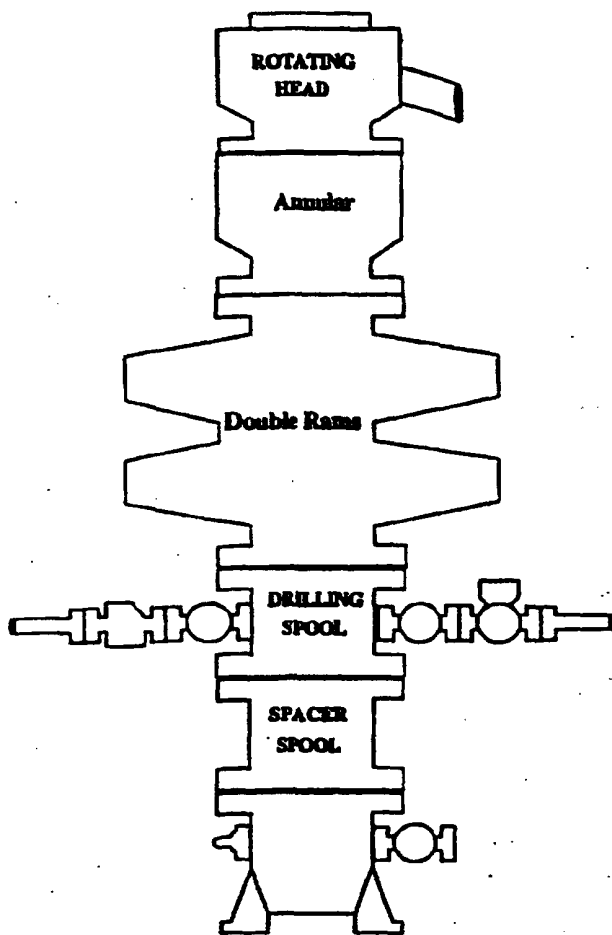 ROTATING
HEAD
Annular
Double Rams
DRILLING
SPOOL
SPACER
SPOOL